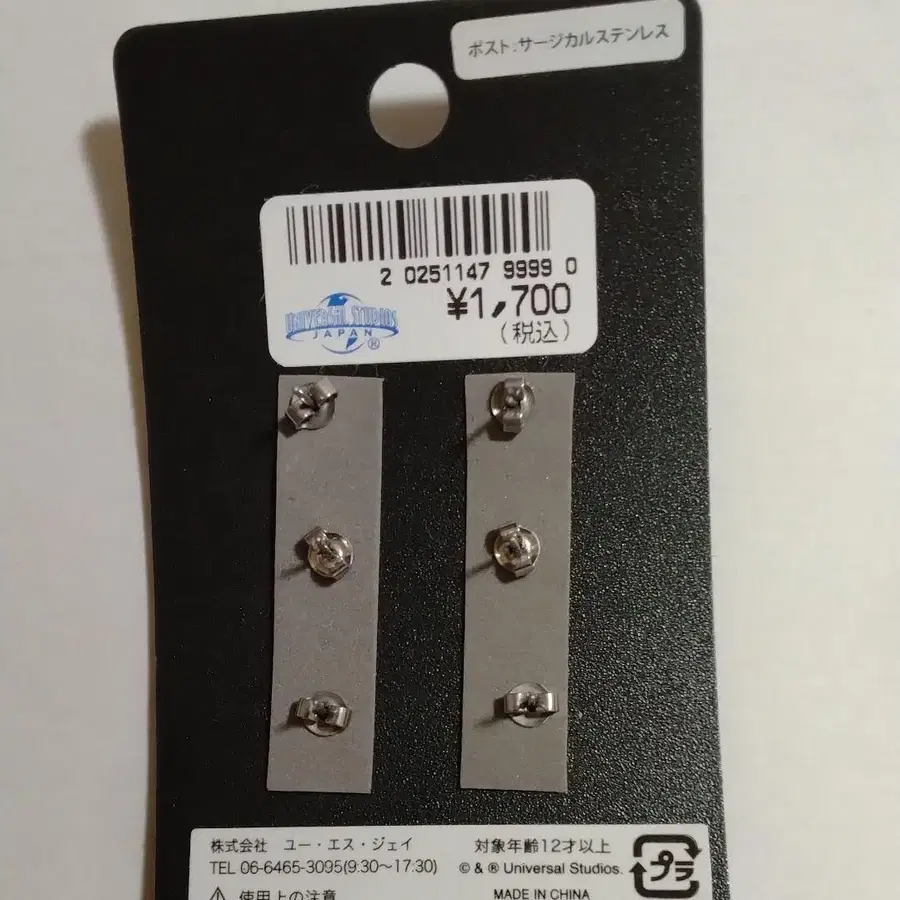 ポスト:サージカルステンレス
2 0251147 9999 0
¥1,700
(税込)
UNIVERSAL STUDIOS
JAPAN ®
株式会社 ユー・エス・ジェイ
TEL 06-6465-3095(9:30〜17:30)
⚠ 使用上の注意
対象年齢12才以上
© & ® Universal Studios.
MADE IN CHINA
プラ